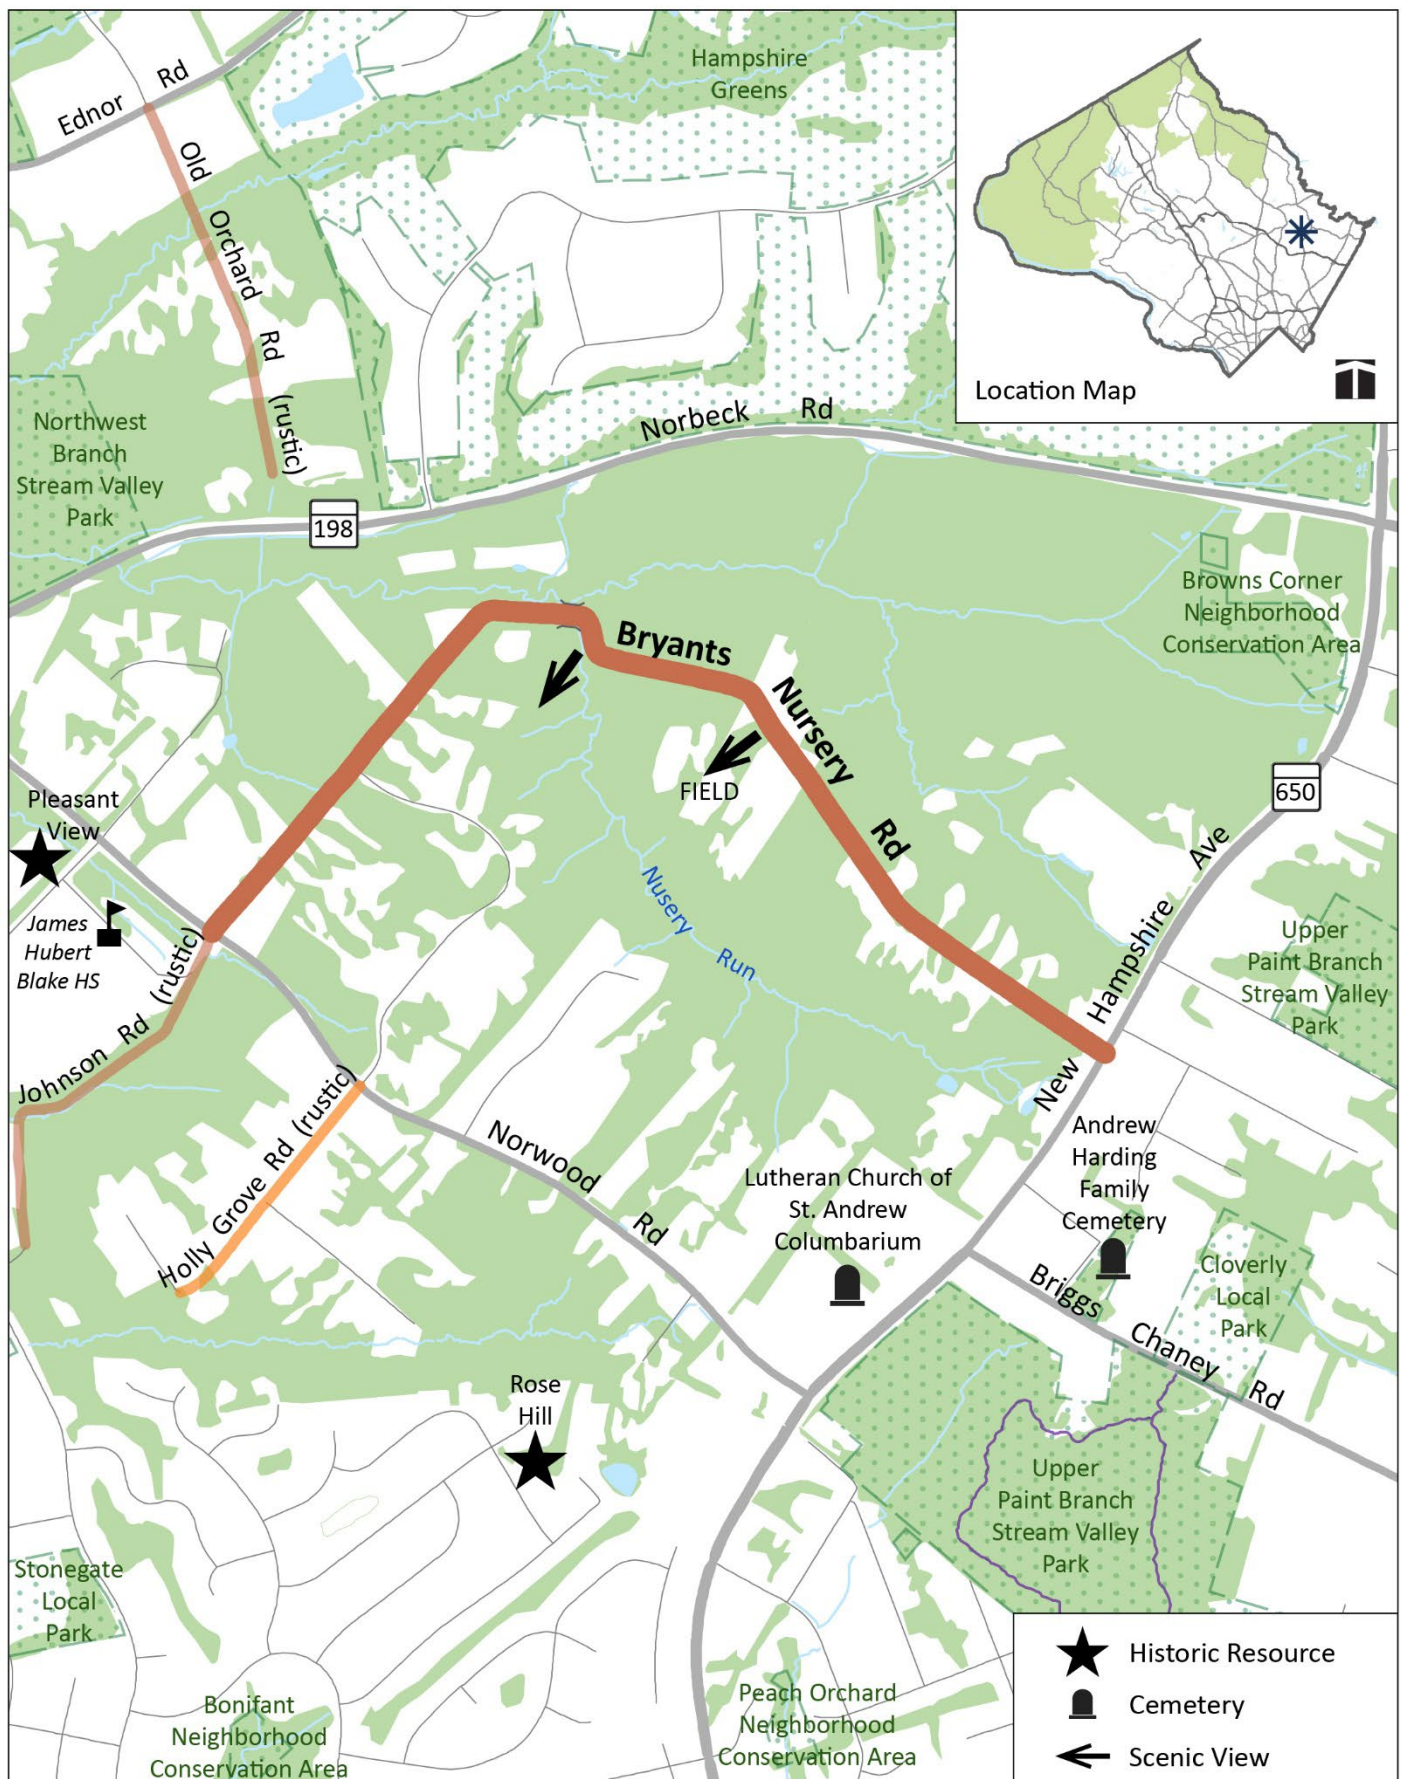 Ednor Rd
Hampshire
Greens
Old Orchard Rd (rustic)
Location Map
Northwest
Branch
Stream Valley
Park
Norbeck Rd
198
Browns Corner
Neighborhood
Conservation Area
Bryants Nursery Rd
650
FIELD
Pleasant
View
James
Hubert
Blake HS
Nusery Run
New Hampshire Ave
Upper
Paint Branch
Stream Valley
Park
Johnson Rd (rustic)
Holly Grove Rd (rustic)
Norwood Rd
Andrew
Harding
Family
Cemetery
Lutheran Church of
St. Andrew
Columbarium
Cloverly
Local
Park
Briggs Chaney Rd
Rose
Hill
Upper
Paint Branch
Stream Valley
Park
Stonegate
Local
Park
Bonifant
Neighborhood
Conservation Area
Peach Orchard
Neighborhood
Conservation Area
Historic Resource
Cemetery
Scenic View